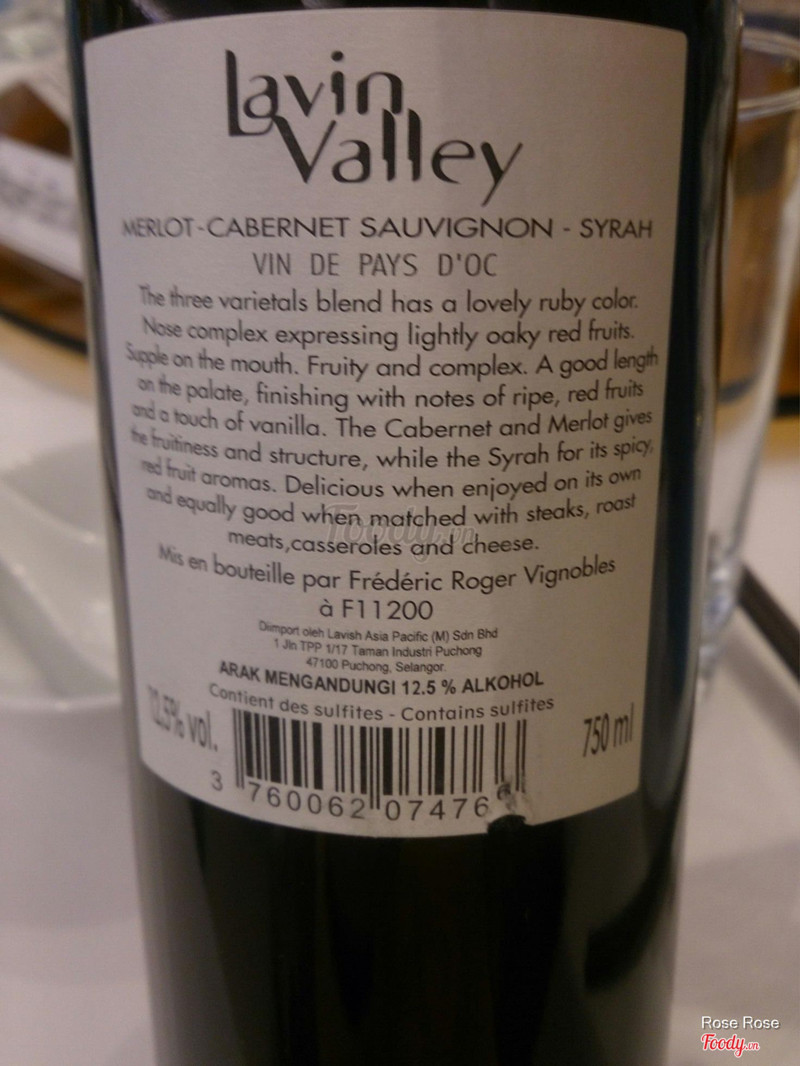 Lavin
Valley
MERLOT-CABERNET SAUVIGNON - SYRAH
VIN DE PAYS D'OC
The three varietals blend has a lovely ruby color.
Nose complex expressing lightly oaky red fruits.
Supple on the mouth. Fruity and complex. A good length
on the palate, finishing with notes of ripe, red fruits
and a touch of vanilla. The Cabernet and Merlot gives
the fruitiness and structure, while the Syrah for its spicy,
red fruit aromas. Delicious when enjoyed on its own
and equally good when matched with steaks, roast
meats,casseroles and cheese.
Foody.vn
Mis en bouteille par Frédéric Roger Vignobles
à F11200
Diimport oleh Lavish Asia Pacific (M) Sdn Bhd
1 Jln TPP 1/17 Taman Industri Puchong
47100 Puchong, Selangor.
ARAK MENGANDUNGI 12.5 % ALKOHOL
Contient des sulfites - Contains sulfites
12,5% vol.
750 ml
3 760062 07476
Rose Rose
Foody.vn